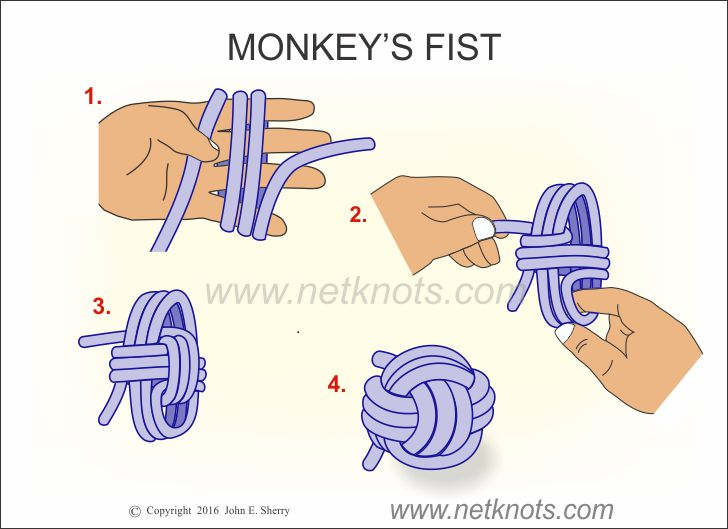 MONKEY'S FIST
1.
2.
www.netknots.com
3.
4.
© Copyright 2016 John E. Sherry
www.netknots.com